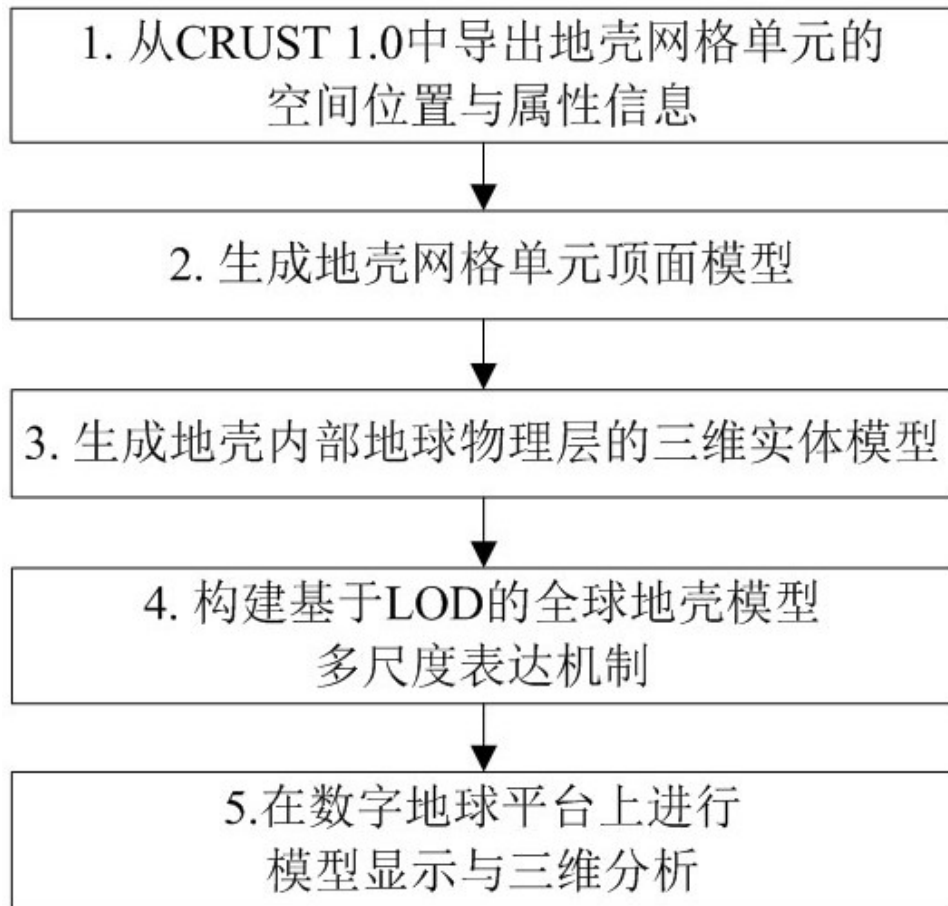 1. 从CRUST 1.0中导出地壳网格单元的
空间位置与属性信息
2. 生成地壳网格单元顶面模型
3. 生成地壳内部地球物理层的三维实体模型
4. 构建基于LOD的全球地壳模型
多尺度表达机制
5.在数字地球平台上进行
模型显示与三维分析